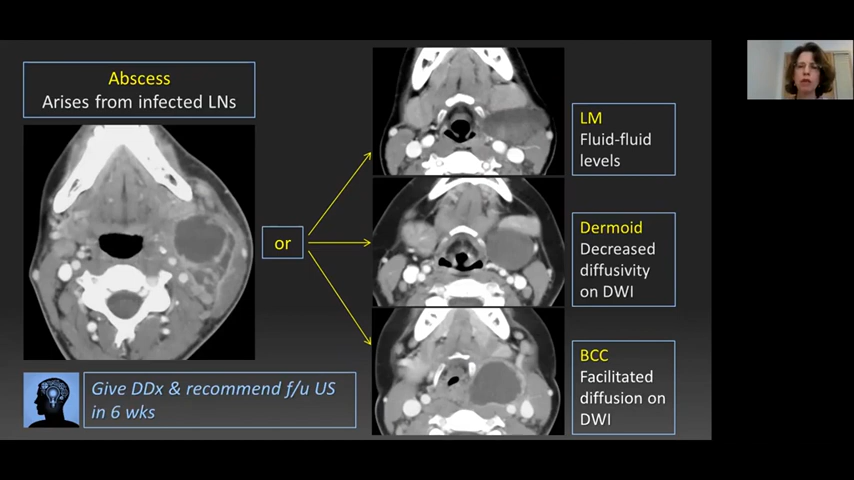 Abscess
Arises from infected LNs
or
LM
Fluid-fluid
levels
Dermoid
Decreased
diffusivity
on DWI
BCC
Facilitated
diffusion on
DWI
Give DDx & recommend f/u US
in 6 wks